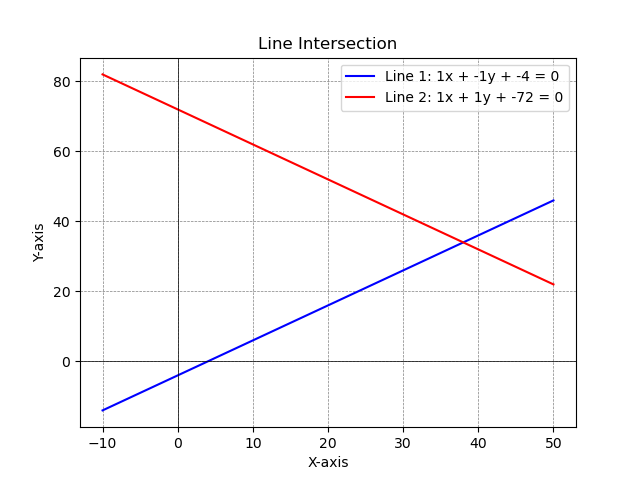 Line Intersection
Line 1: 1x + -1y + -4 = 0
Line 2: 1x + 1y + -72 = 0
Y-axis
80
60
40
20
0
−10 0 10 20 30 40 50
X-axis